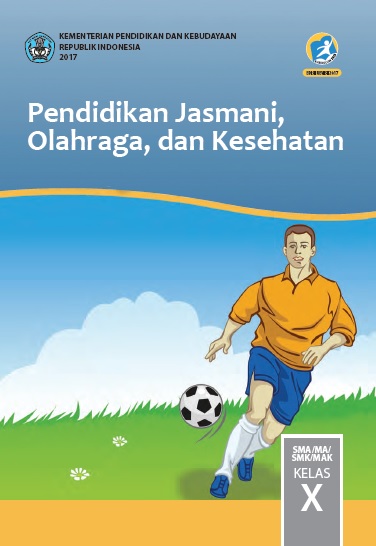 KEMENTERIAN PENDIDIKAN DAN KEBUDAYAAN
REPUBLIK INDONESIA
2017
Pendidikan Jasmani,
Olahraga, dan Kesehatan
SMA/MA/
SMK/MAK
KELAS
X